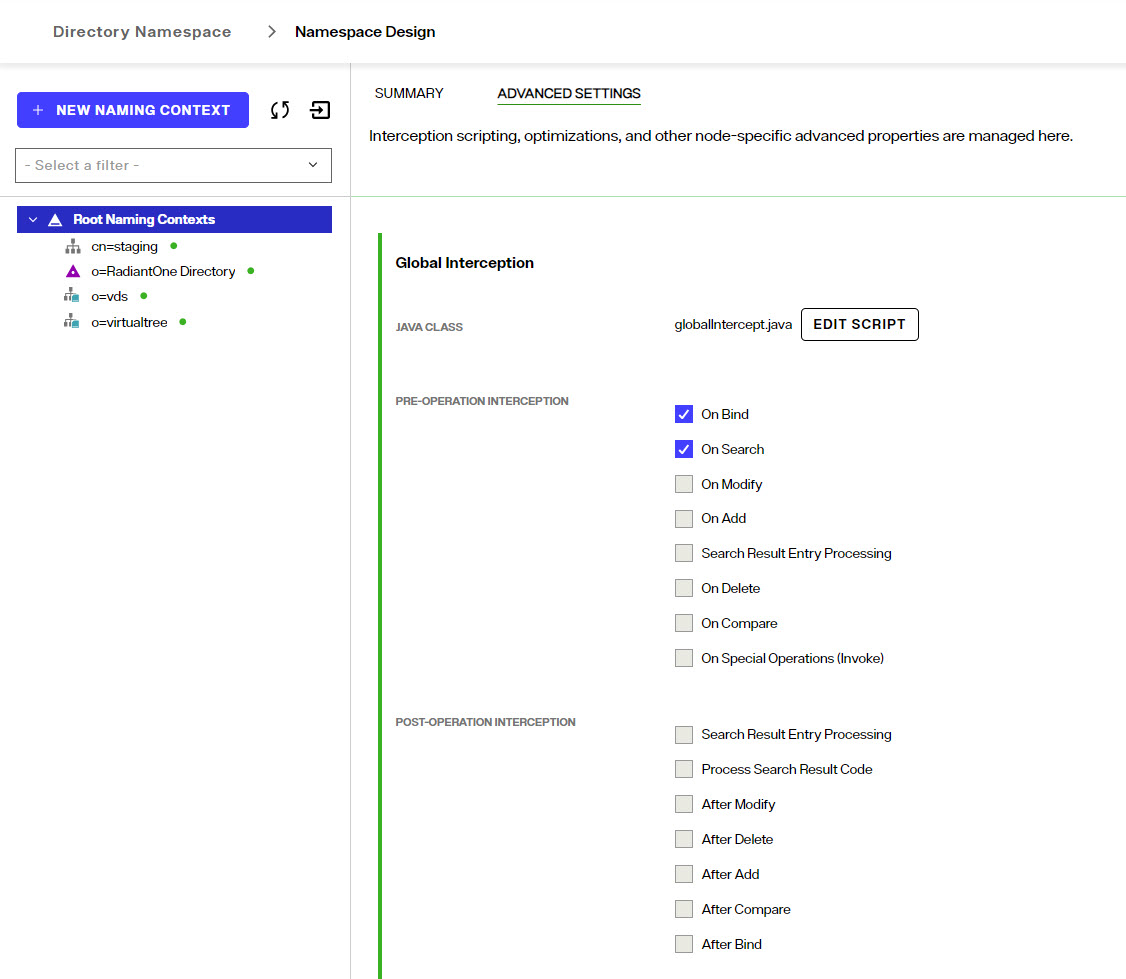 Directory Namespace > Namespace Design
+ NEW NAMING CONTEXT
- Select a filter -
Root Naming Contexts
cn=staging
o=RadiantOne Directory
o=vds
o=virtualtree
SUMMARY ADVANCED SETTINGS
Interception scripting, optimizations, and other node-specific advanced properties are managed here.
Global Interception
JAVA CLASS
globalIntercept.java EDIT SCRIPT
PRE-OPERATION INTERCEPTION
On Bind
On Search
On Modify
On Add
Search Result Entry Processing
On Delete
On Compare
On Special Operations (Invoke)
POST-OPERATION INTERCEPTION
Search Result Entry Processing
Process Search Result Code
After Modify
After Delete
After Add
After Compare
After Bind